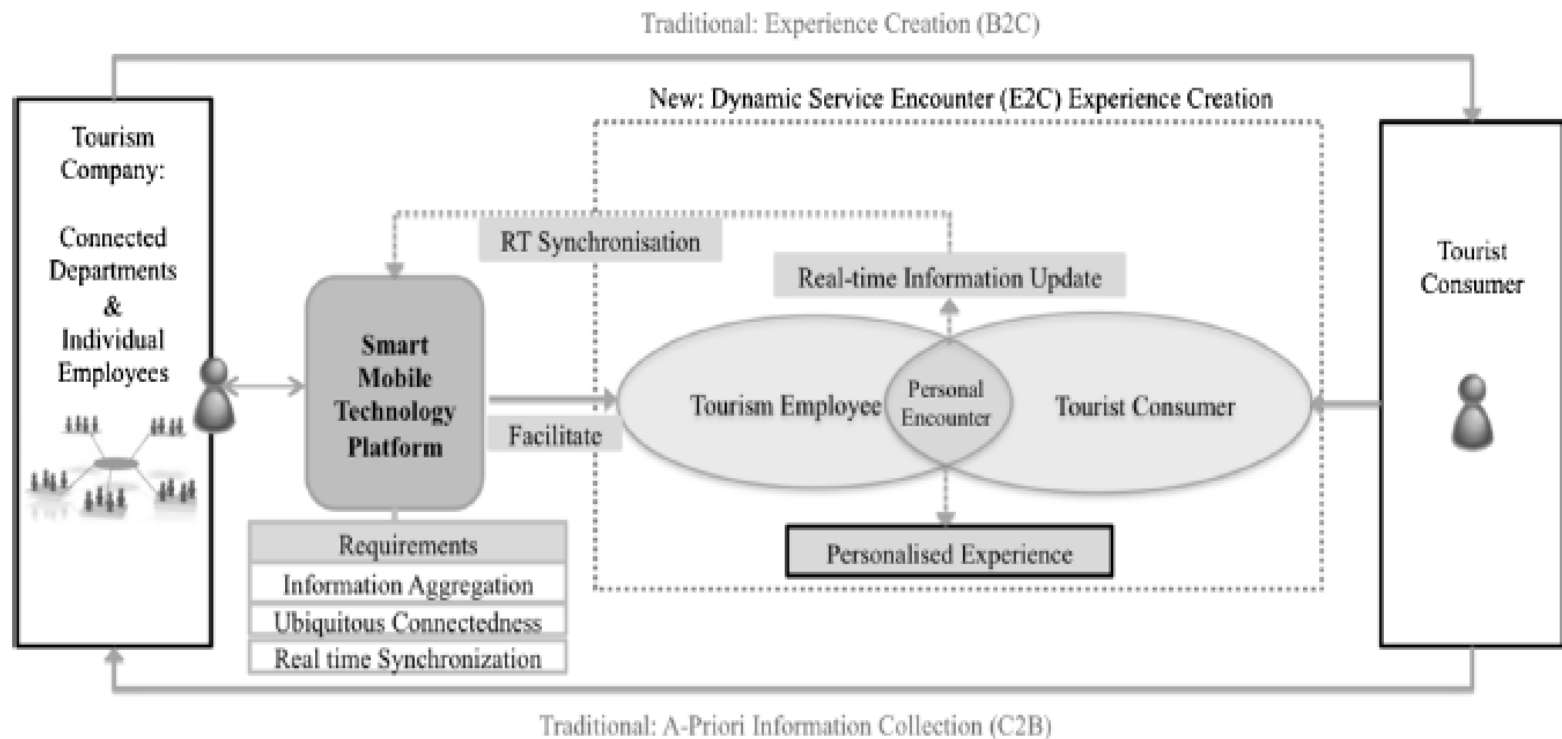 Traditional: Experience Creation (B2C)
New: Dynamic Service Encounter (E2C) Experience Creation
Tourism
Company:
Connected
Departments
&
Individual
Employees
RT Synchronisation
Real-time Information Update
Smart
Mobile
Technology
Platform
Facilitate
Tourism Employee
Personal
Encounter
Tourist Consumer
Personalised Experience
Requirements
Information Aggregation
Ubiquitous Connectedness
Real time Synchronization
Tourist
Consumer
Traditional: A-Priori Information Collection (C2B)